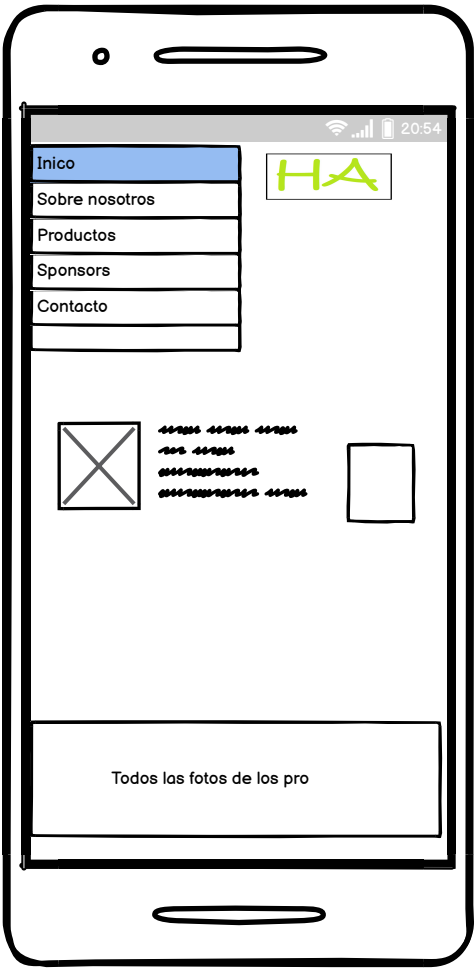 20:54
Inico
HA
Sobre nosotros
Productos
Sponsors
Contacto
Todos las fotos de los pro